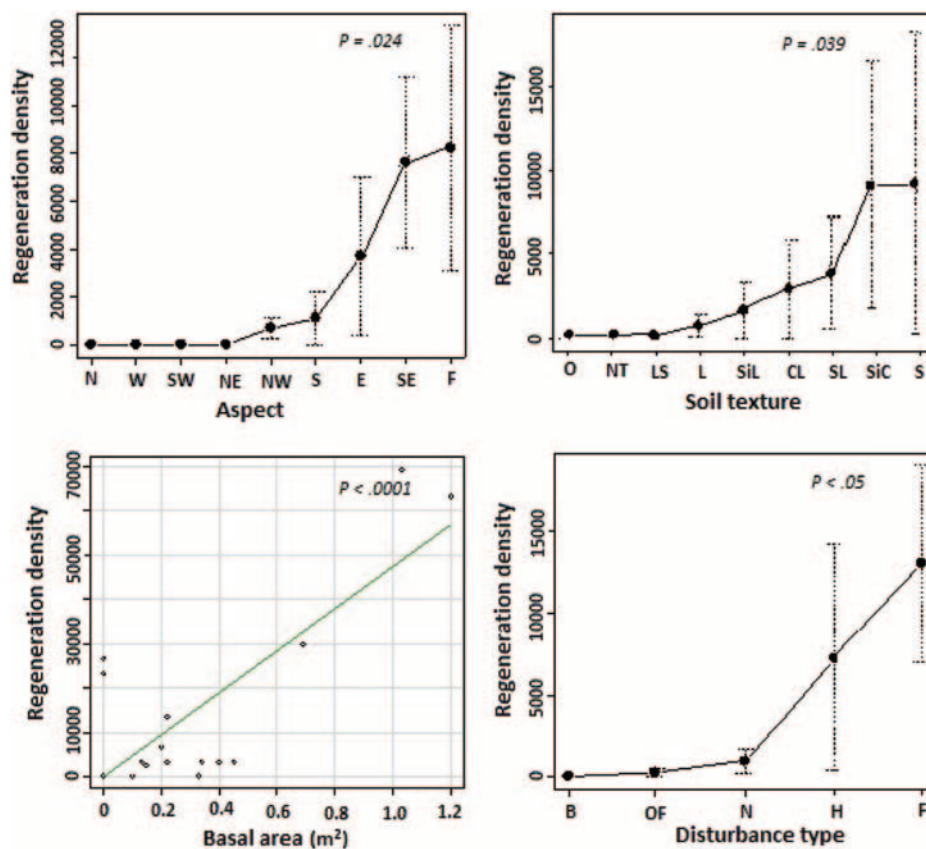 P = .024
Regeneration density
12000
10000
8000
6000
4000
2000
0
N W SW NE NW S E SE F
Aspect
P = .039
Regeneration density
15000
10000
5000
0
O NT LS L SiL CL SL SiC S
Soil texture
P < .0001
Regeneration density
70000
50000
30000
10000
0
0 0.2 0.4 0.6 0.8 1.0 1.2
Basal area (m²)
P < .05
Regeneration density
15000
10000
5000
0
B OF N H F
Disturbance type